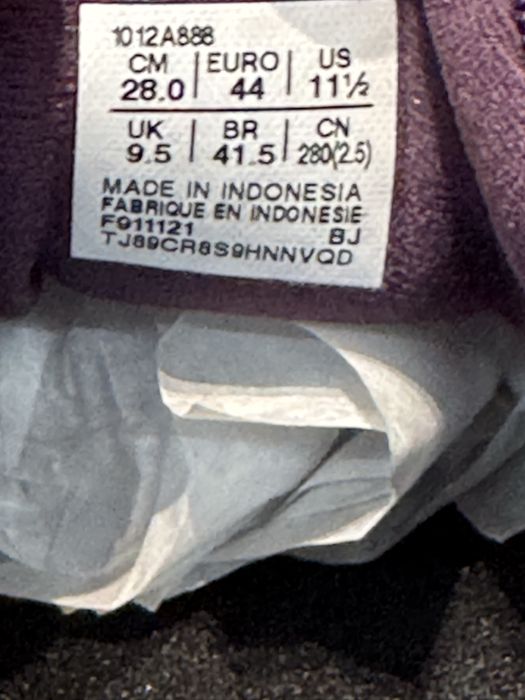 1012A888
CM | EURO | US
28.0 | 44 | 11½
UK | BR | CN
9.5 | 41.5 | 280(2.5)
MADE IN INDONESIA
FABRIQUE EN INDONESIE
F911121 BJ
TJ89CR8S9HNNVQD